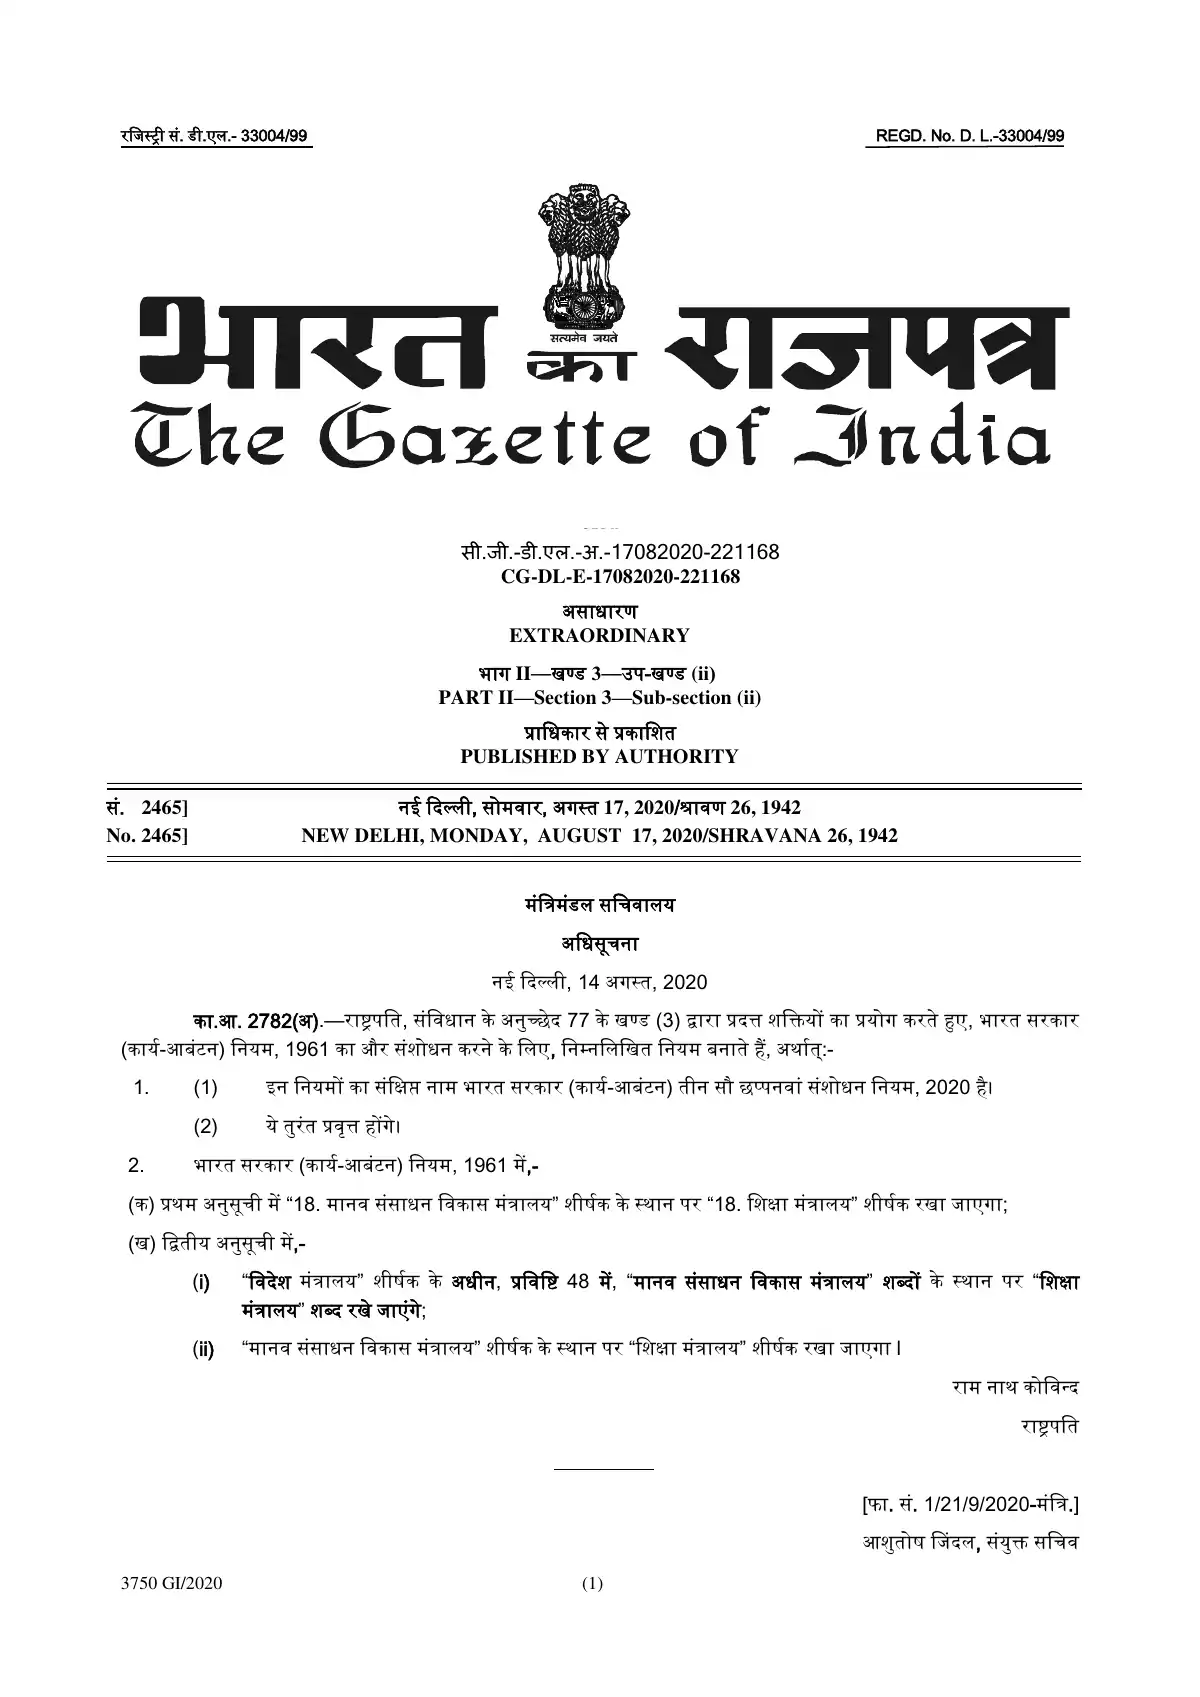 रजिस्ट्री सं. डी.एल.- 33004/99
REGD. No. D. L.-33004/99
सत्यमेव जयते
भारत का राजपत्र
The Gazette of India
सी.जी.-डी.एल.-अ.-17082020-221168
CG-DL-E-17082020-221168
असाधारण
EXTRAORDINARY
भाग II—खण्ड 3—उप-खण्ड (ii)
PART II—Section 3—Sub-section (ii)
प्राधिकार से प्रकाशित
PUBLISHED BY AUTHORITY
सं. 2465] नई दिल्ली, सोमवार, अगस्त 17, 2020/श्रावण 26, 1942
No. 2465] NEW DELHI, MONDAY, AUGUST 17, 2020/SHRAVANA 26, 1942
मंत्रिमंडल सचिवालय
अधिसूचना
नई दिल्ली, 14 अगस्त, 2020
का.आ. 2782(अ).—राष्ट्रपति, संविधान के अनुच्छेद 77 के खण्ड (3) द्वारा प्रदत्त शक्तियों का प्रयोग करते हुए, भारत सरकार
(कार्य-आबंटन) नियम, 1961 का और संशोधन करने के लिए, निम्नलिखित नियम बनाते हैं, अर्थात्:-
1. (1) इन नियमों का संक्षिप्त नाम भारत सरकार (कार्य-आबंटन) तीन सौ छप्पनवां संशोधन नियम, 2020 है।
(2) ये तुरंत प्रवृत्त होंगे।
2. भारत सरकार (कार्य-आबंटन) नियम, 1961 में,-
(क) प्रथम अनुसूची में “18. मानव संसाधन विकास मंत्रालय” शीर्षक के स्थान पर “18. शिक्षा मंत्रालय” शीर्षक रखा जाएगा;
(ख) द्वितीय अनुसूची में,-
(i) “विदेश मंत्रालय” शीर्षक के अधीन, प्रविष्टि 48 में, “मानव संसाधन विकास मंत्रालय” शब्दों के स्थान पर “शिक्षा
मंत्रालय” शब्द रखे जाएंगे;
(ii) “मानव संसाधन विकास मंत्रालय” शीर्षक के स्थान पर “शिक्षा मंत्रालय” शीर्षक रखा जाएगा l
राम नाथ कोविन्द
राष्ट्रपति
[फा. सं. 1/21/9/2020-मंत्रि.]
आशुतोष जिंदल, संयुक्त सचिव
3750 GI/2020 (1)